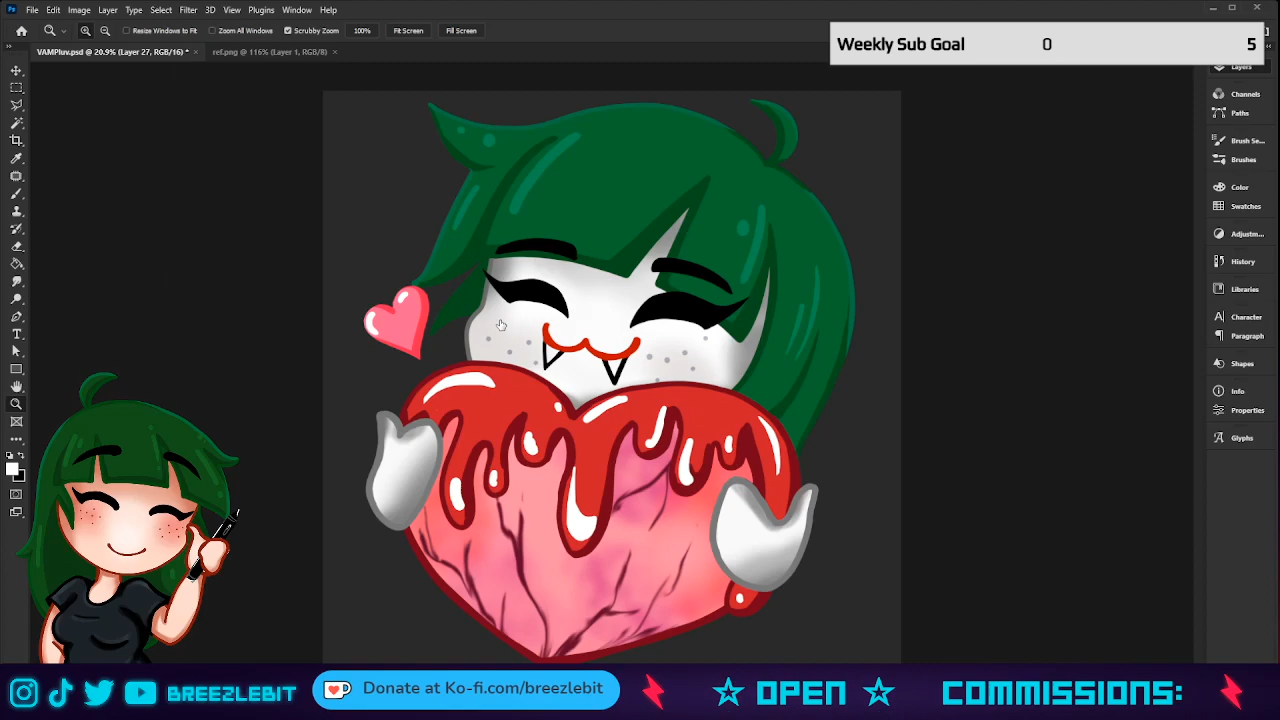 Ps File Edit Image Layer Type Select Filter 3D View Plugins Window Help
Resize Windows to Fit Zoom All Windows Scrubby Zoom 100% Fit Screen Fill Screen
VAMPluv.psd @ 20.9% (Layer 27, RGB/16) * × ref.png @ 116% (Layer 1, RGB/8) ×
Weekly Sub Goal 0 5
Layers
Channels
Paths
Brush Se...
Brushes
Color
Swatches
Adjustm...
History
Libraries
Character
Paragraph
Shapes
Info
Properties
Glyphs
BREEZLEBIT
Donate at Ko-fi.com/breezlebit
OPEN
COMMISSIONS: